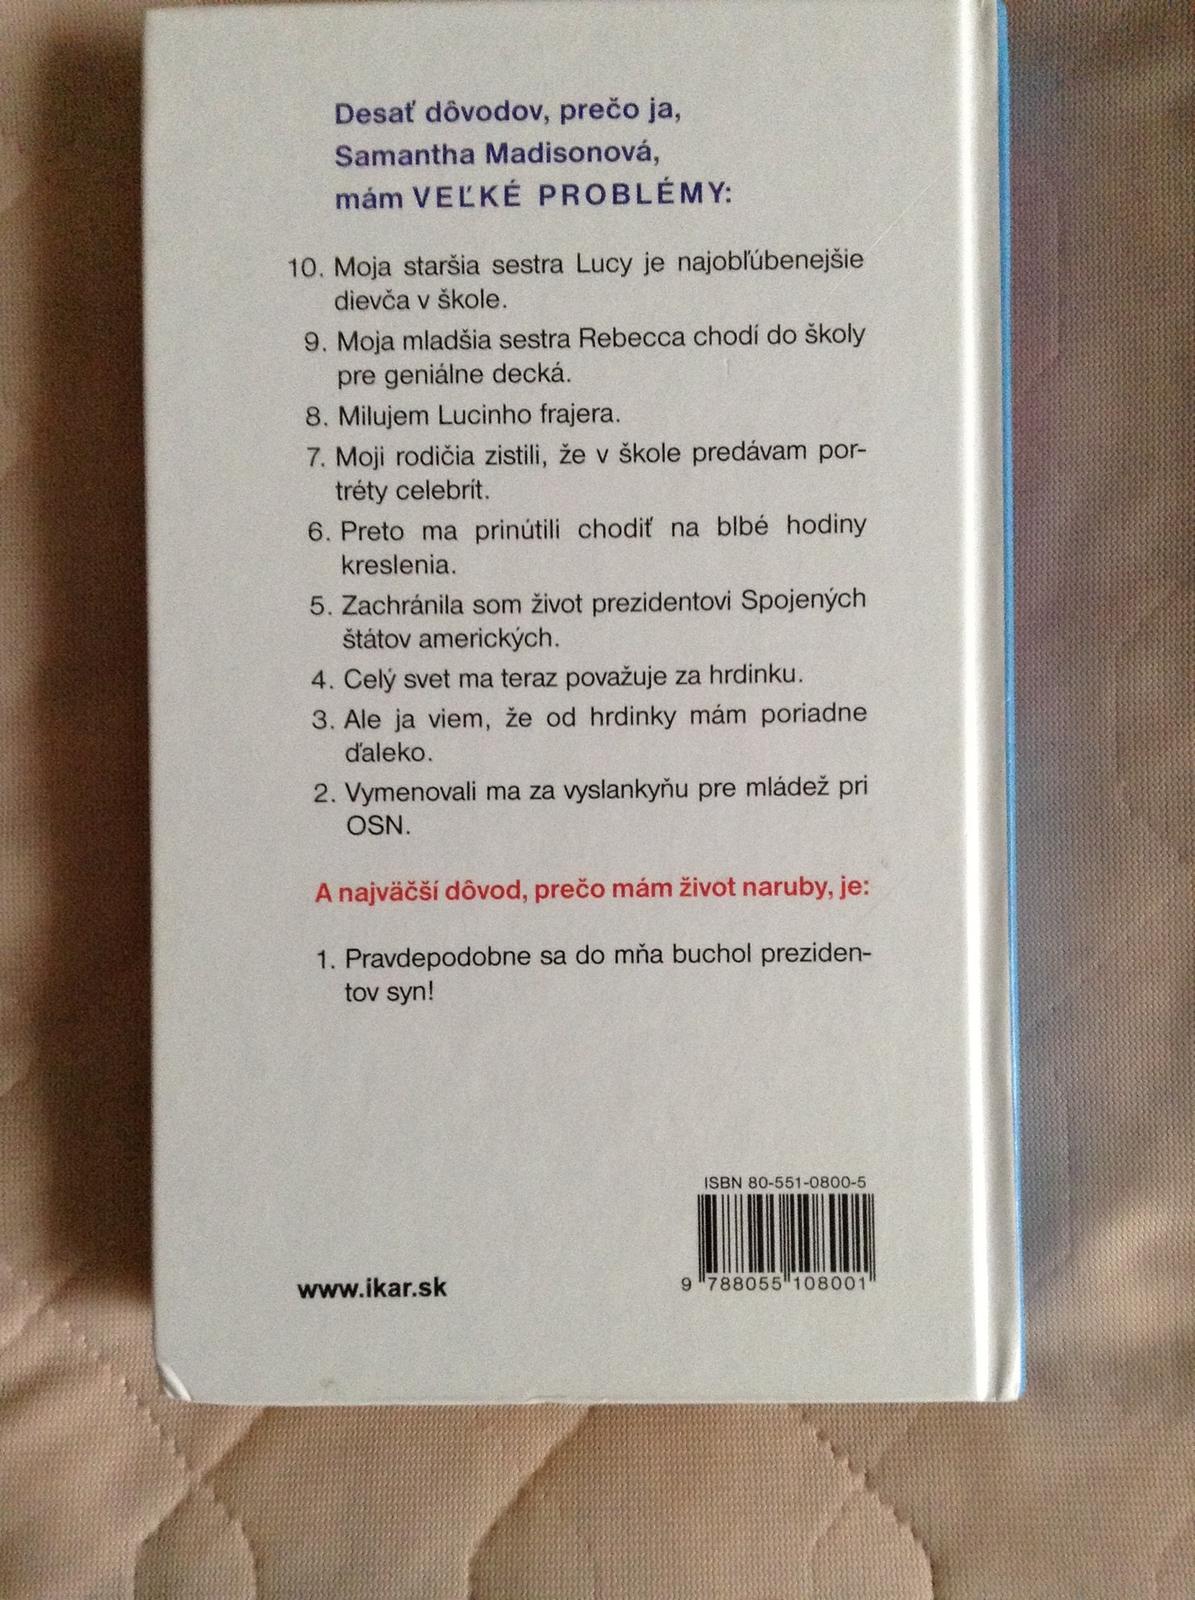 Desať dôvodov, prečo ja,
Samantha Madisonová,
mám VEĽKÉ PROBLÉMY:
10. Moja staršia sestra Lucy je najobľúbenejšie
dievča v škole.
9. Moja mladšia sestra Rebecca chodí do školy
pre geniálne decká.
8. Milujem Lucinho frajera.
7. Moji rodičia zistili, že v škole predávam por-
tréty celebrít.
6. Preto ma prinútili chodiť na blbé hodiny
kreslenia.
5. Zachránila som život prezidentovi Spojených
štátov amerických.
4. Celý svet ma teraz považuje za hrdinku.
3. Ale ja viem, že od hrdinky mám poriadne
ďaleko.
2. Vymenovali ma za vyslankyňu pre mládež pri
OSN.
A najväčší dôvod, prečo mám život naruby, je:
1. Pravdepodobne sa do mňa buchol preziden-
tov syn!
ISBN 80-551-0800-5
9 788055 108001
www.ikar.sk